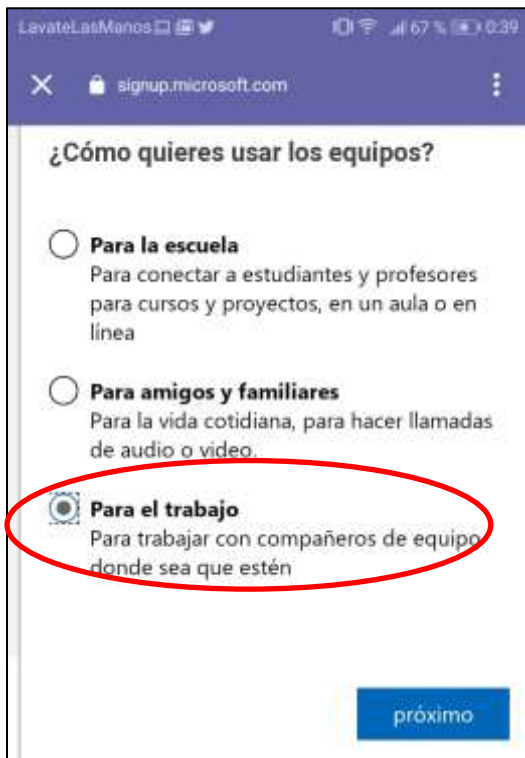 LavateLasManos 67 % 0:39
signup.microsoft.com
¿Cómo quieres usar los equipos?
Para la escuela
Para conectar a estudiantes y profesores
para cursos y proyectos, en un aula o en
línea
Para amigos y familiares
Para la vida cotidiana, para hacer llamadas
de audio o video.
Para el trabajo
Para trabajar con compañeros de equipo
donde sea que estén
próximo